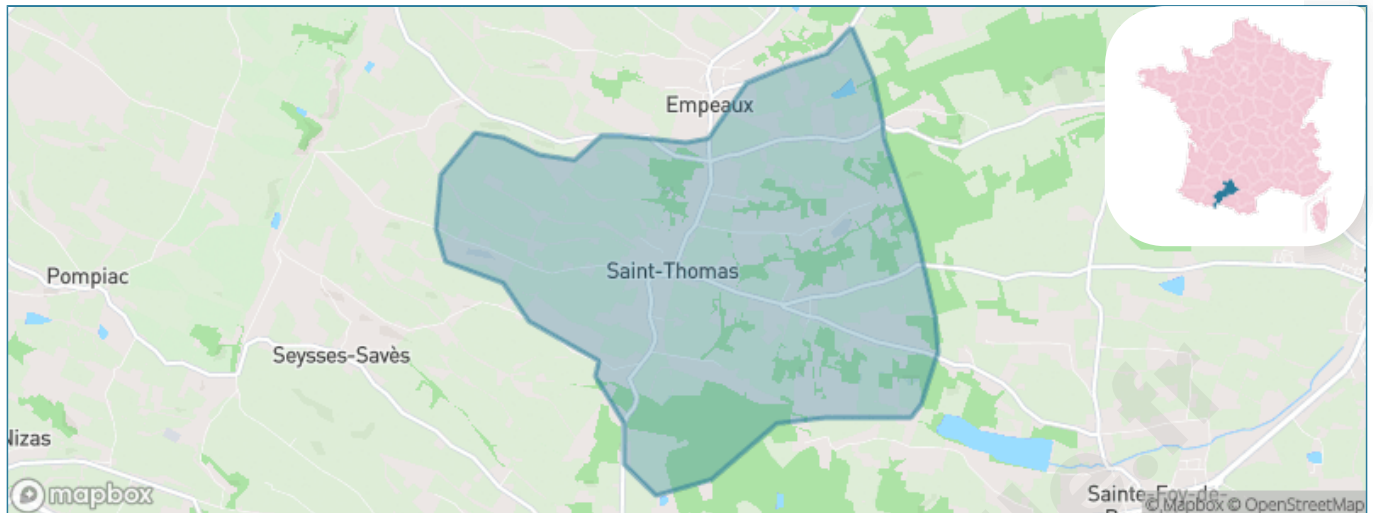 Empeaux
Saint-Thomas
Pompiac
Seysses-Savès
Nizas
Sainte-Foy-de-
mapbox
© Mapbox © OpenStreetMap